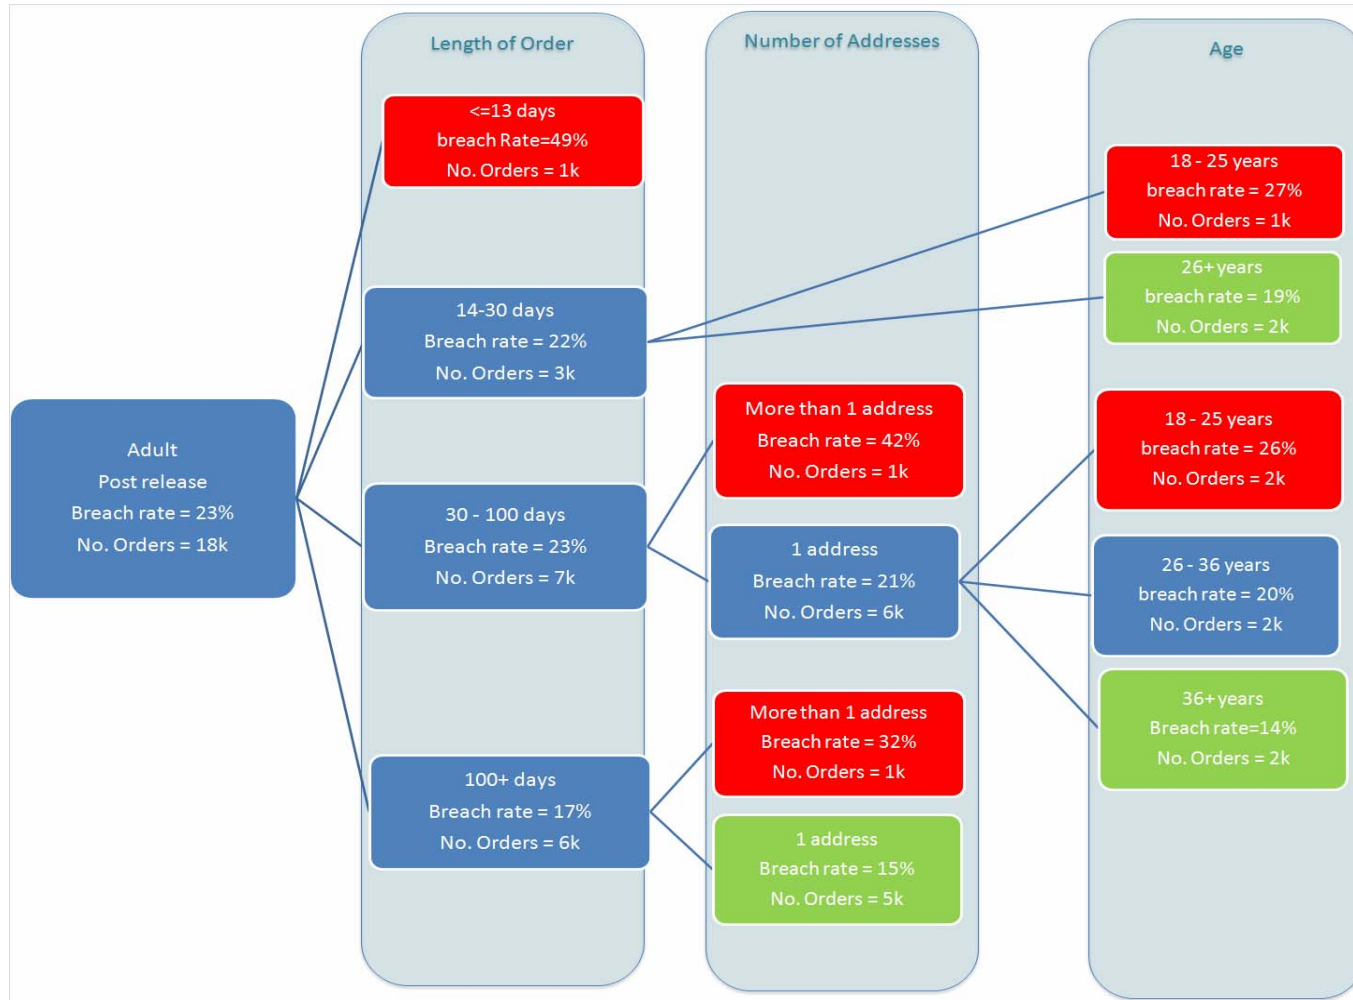 Length of Order
Number of Addresses
Age
<=13 days
breach Rate=49%
No. Orders = 1k
14-30 days
Breach rate = 22%
No. Orders = 3k
18 - 25 years
breach rate = 27%
No. Orders = 1k
26+ years
breach rate = 19%
No. Orders = 2k
Adult
Post release
Breach rate = 23%
No. Orders = 18k
30 - 100 days
Breach rate = 23%
No. Orders = 7k
More than 1 address
Breach rate = 42%
No. Orders = 1k
1 address
Breach rate = 21%
No. Orders = 6k
18 - 25 years
breach rate = 26%
No. Orders = 2k
26 - 36 years
breach rate = 20%
No. Orders = 2k
36+ years
Breach rate=14%
No. Orders = 2k
100+ days
Breach rate = 17%
No. Orders = 6k
More than 1 address
Breach rate = 32%
No. Orders = 1k
1 address
Breach rate = 15%
No. Orders = 5k